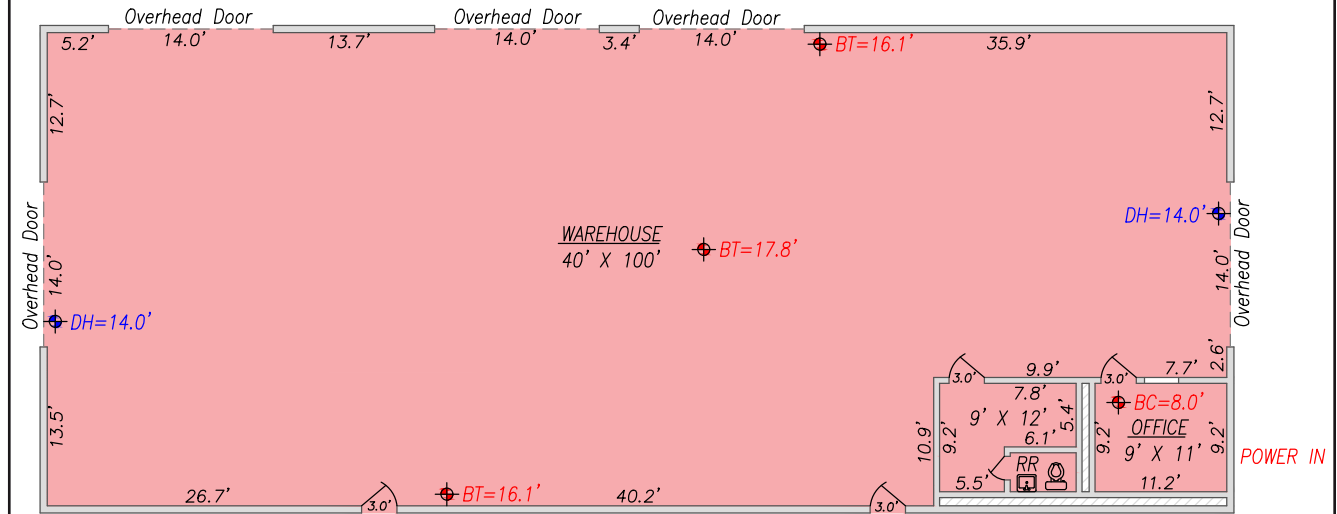 Overhead Door
Overhead Door
Overhead Door
5.2'
14.0'
13.7'
14.0'
3.4'
14.0'
BT=16.1'
35.9'
12.7'
12.7'
Overhead Door
14.0'
DH=14.0'
WAREHOUSE
40' X 100'
BT=17.8'
DH=14.0'
14.0'
Overhead Door
2.6'
13.5'
3.0'
9.9'
3.0'
7.7'
7.8'
5.4'
BC=8.0'
9' X 12'
OFFICE
9' X 11'
10.9'
9.2'
6.1'
9.2'
9.2'
POWER IN
RR
5.5'
11.2'
26.7'
3.0'
BT=16.1'
40.2'
3.0'